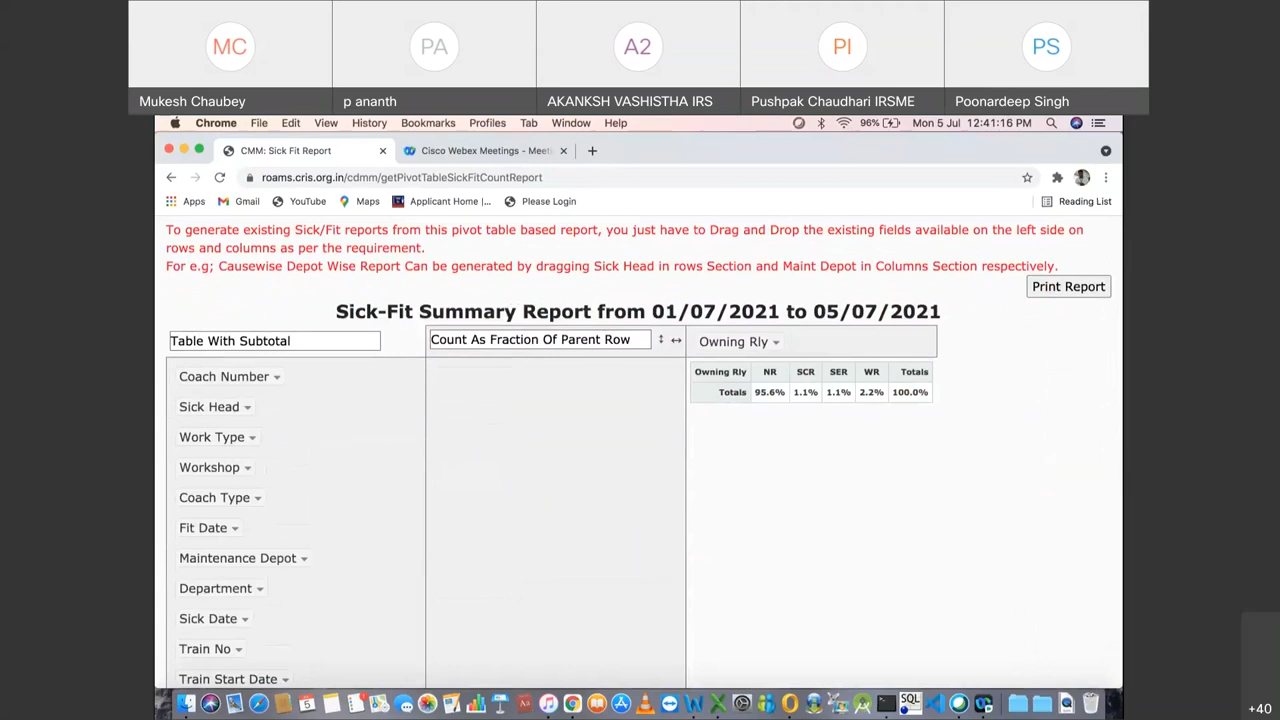 MC
PA
A2
PI
PS
Mukesh Chaubey
p ananth
AKANKSH VASHISTHA IRS
Pushpak Chaudhari IRSME
Poonardeep Singh
Chrome File Edit View History Bookmarks Profiles Tab Window Help 96% Mon 5 Jul 12:41:16 PM
CMM: Sick Fit Report
Cisco Webex Meetings - Meeti
roams.cris.org.in/cdmm/getPivotTableSickFitCountReport
Apps Gmail YouTube Maps Applicant Home |... Please Login Reading List
To generate existing Sick/Fit reports from this pivot table based report, you just have to Drag and Drop the existing fields available on the left side on
rows and columns as per the requirement.
For e.g; Causewise Depot Wise Report Can be generated by dragging Sick Head in rows Section and Maint Depot in Columns Section respectively.
Print Report
Sick-Fit Summary Report from 01/07/2021 to 05/07/2021
Table With Subtotal
Count As Fraction Of Parent Row
Owning Rly
Owning Rly NR SCR SER WR Totals
Totals 95.6% 1.1% 1.1% 2.2% 100.0%
Coach Number
Sick Head
Work Type
Workshop
Coach Type
Fit Date
Maintenance Depot
Department
Sick Date
Train No
Train Start Date
5
SQL
+40